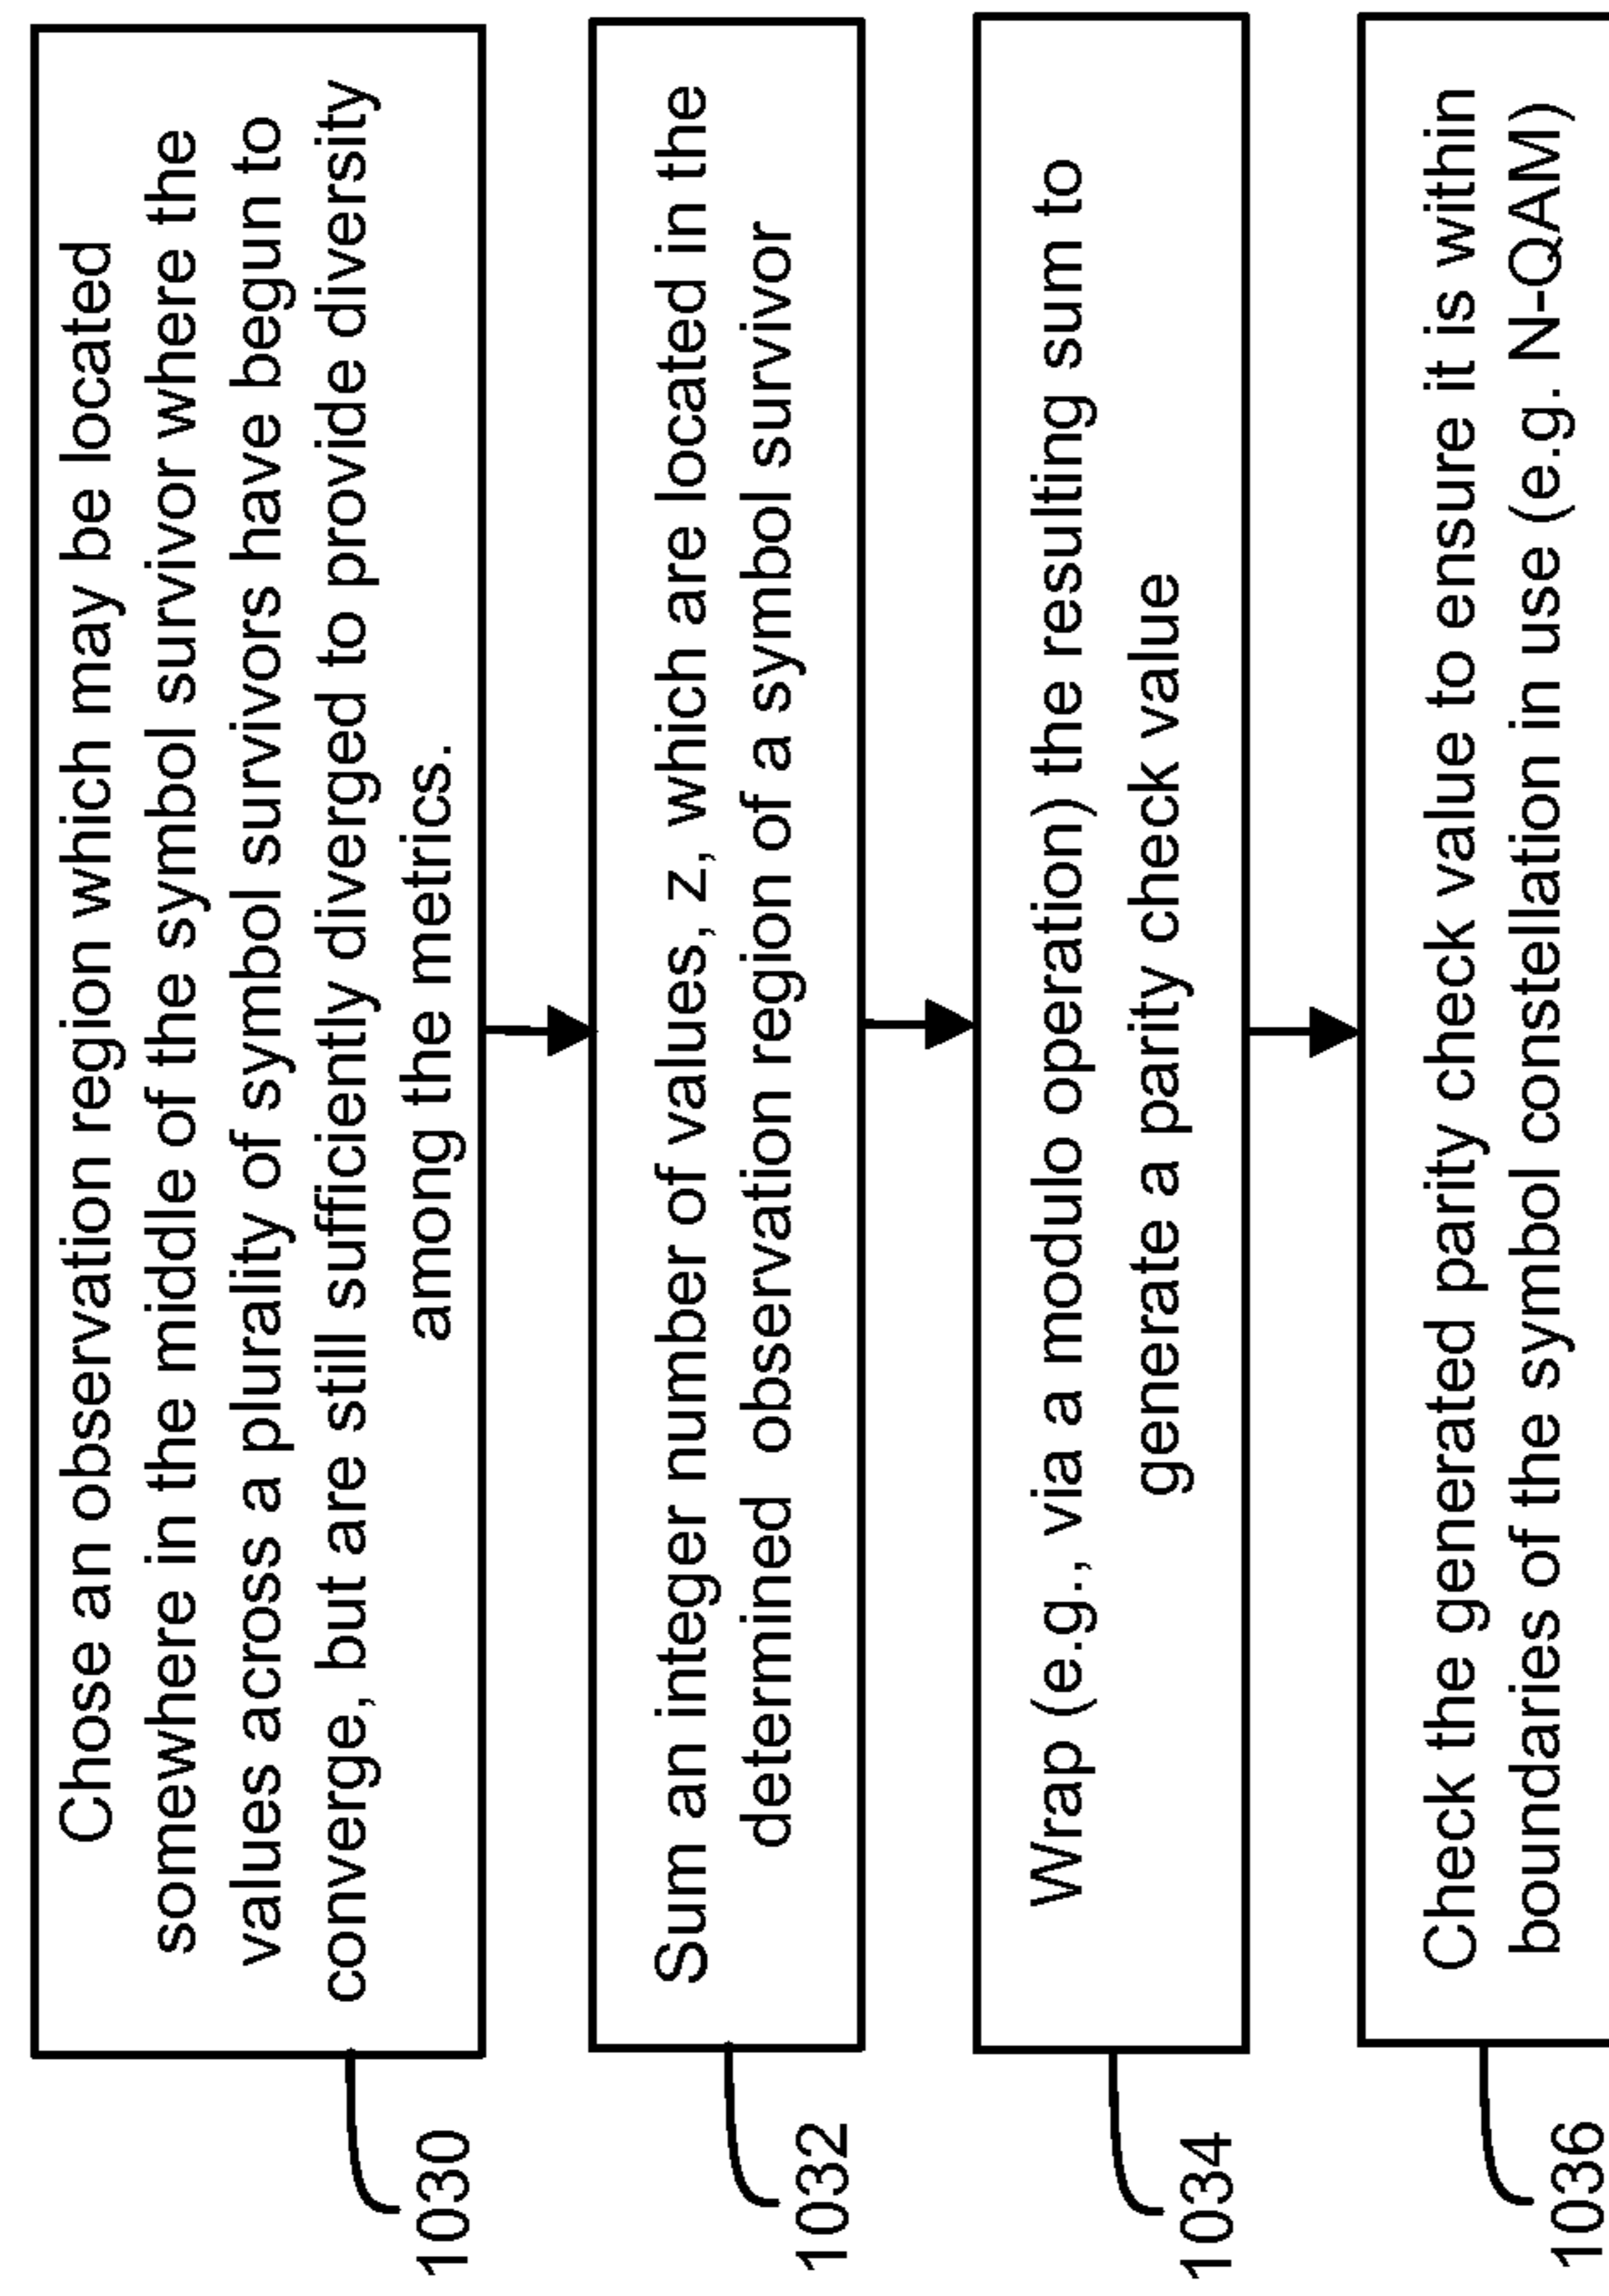 Chose an observation region which may be located
somewhere in the middle of the symbol survivor where the
values across a plurality of symbol survivors have begun to
converge, but are still sufficiently diverged to provide diversity
among the metrics.
1030
Sum an integer number of values, z, which are located in the
determined observation region of a symbol survivor
1032
Wrap (e.g., via a modulo operation) the resulting sum to
generate a parity check value
1034
Check the generated parity check value to ensure it is within
boundaries of the symbol constellation in use (e.g. N-QAM)
1036